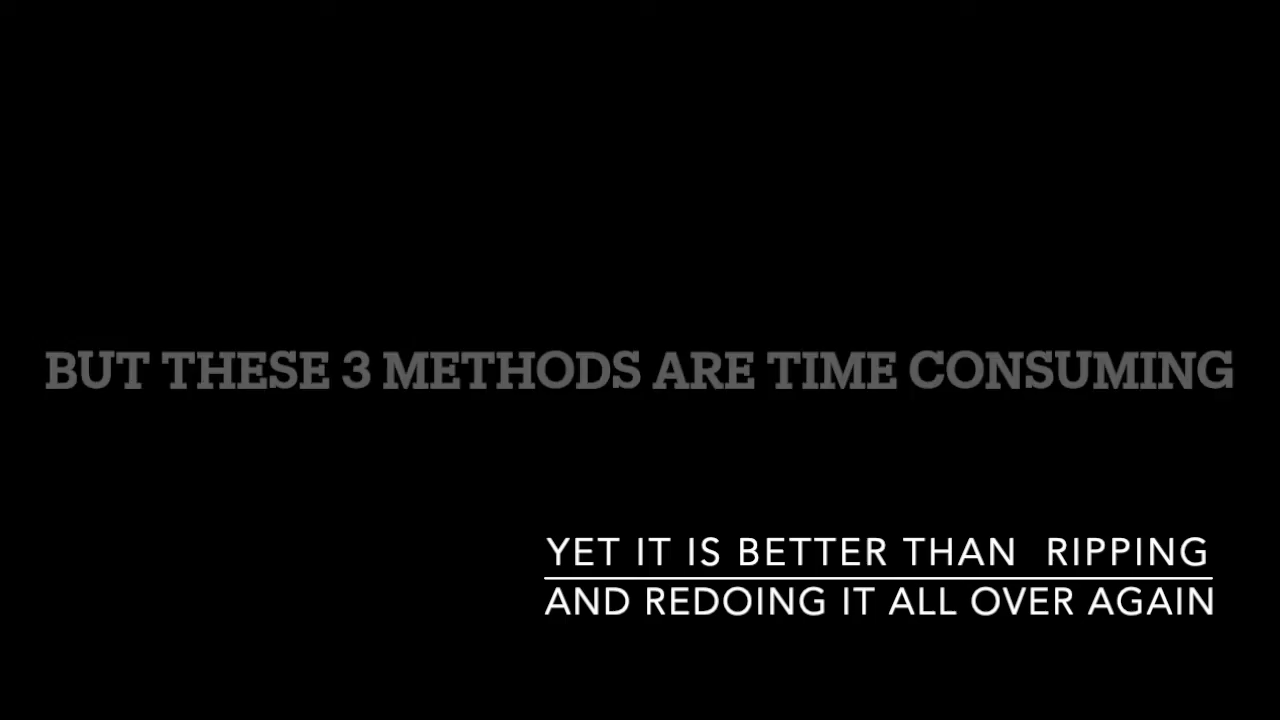 BUT THESE 3 METHODS ARE TIME CONSUMING
YET IT IS BETTER THAN RIPPING
AND REDOING IT ALL OVER AGAIN